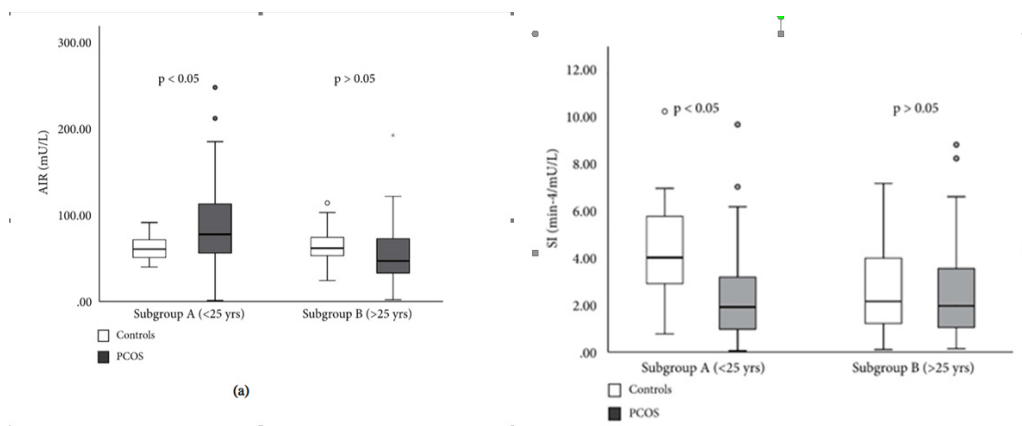 300.00
p < 0.05
p > 0.05
200.00
AIR (mU/L)
100.00
.00
Subgroup A (<25 yrs)
Subgroup B (>25 yrs)
Controls
PCOS
(a)
12.00
10.00
p < 0.05
p > 0.05
8.00
SI (min-4/mU/L)
6.00
4.00
2.00
.00
Subgroup A (<25 yrs)
Subgroup B (>25 yrs)
Controls
PCOS